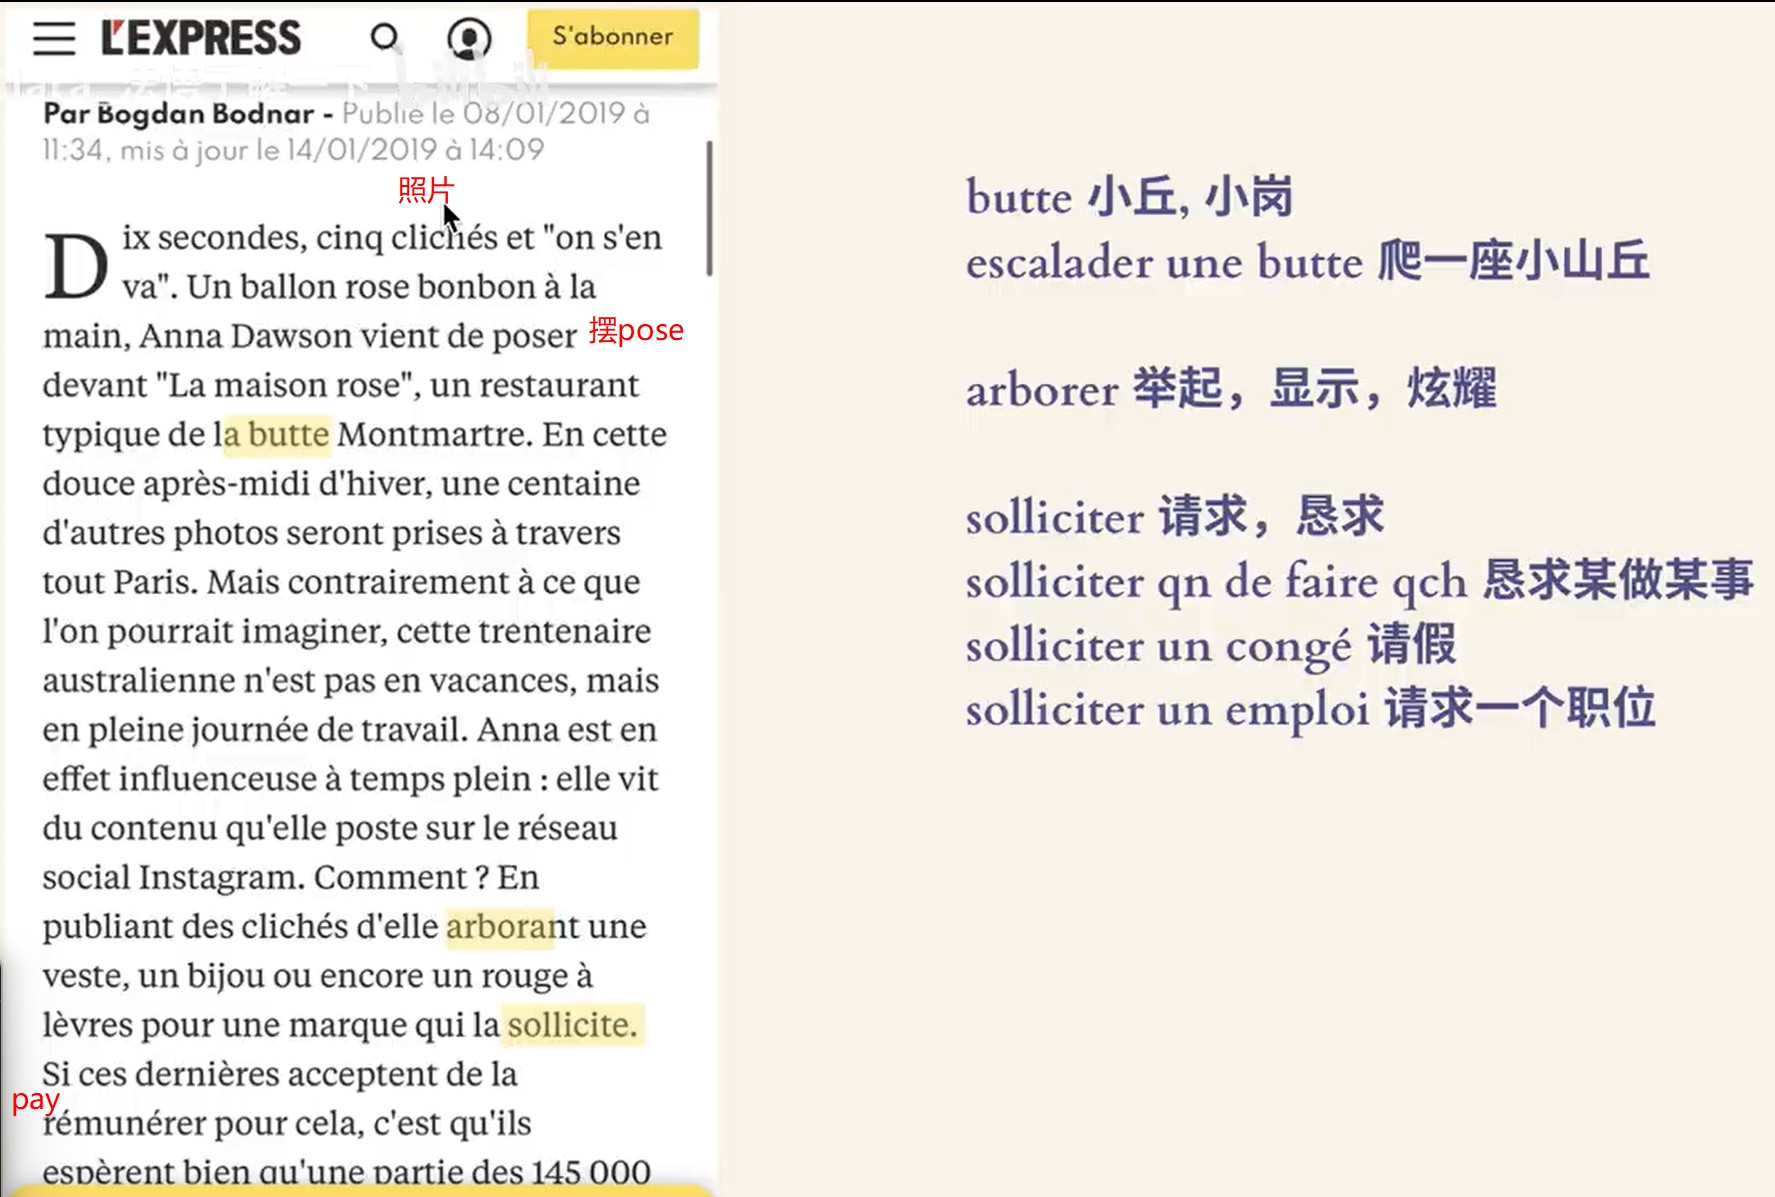 L'EXPRESS
S'abonner
Par Bogdan Bodnar - Publié le 08/01/2019 à
11:34, mis à jour le 14/01/2019 à 14:09
照片
Dix secondes, cinq clichés et "on s'en
va". Un ballon rose bonbon à la
main, Anna Dawson vient de poser
摆pose
devant "La maison rose", un restaurant
typique de la butte Montmartre. En cette
douce après-midi d'hiver, une centaine
d'autres photos seront prises à travers
tout Paris. Mais contrairement à ce que
l'on pourrait imaginer, cette trentenaire
australienne n'est pas en vacances, mais
en pleine journée de travail. Anna est en
effet influenceuse à temps plein : elle vit
du contenu qu'elle poste sur le réseau
social Instagram. Comment ? En
publiant des clichés d'elle arborant une
veste, un bijou ou encore un rouge à
lèvres pour une marque qui la sollicite.
Si ces dernières acceptent de la
pay
rémunérer pour cela, c'est qu'ils
espèrent bien qu'une partie des 145 000
butte 小丘, 小岗
escalader une butte 爬一座小山丘
arborer 举起，显示，炫耀
solliciter 请求，恳求
solliciter qn de faire qch 恳求某做某事
solliciter un congé 请假
solliciter un emploi 请求一个职位